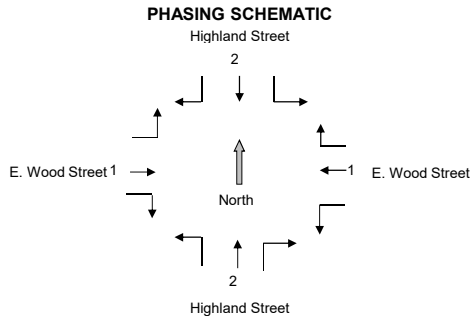 PHASING SCHEMATIC
Highland Street
2
E. Wood Street 1
1 E. Wood Street
North
2
Highland Street